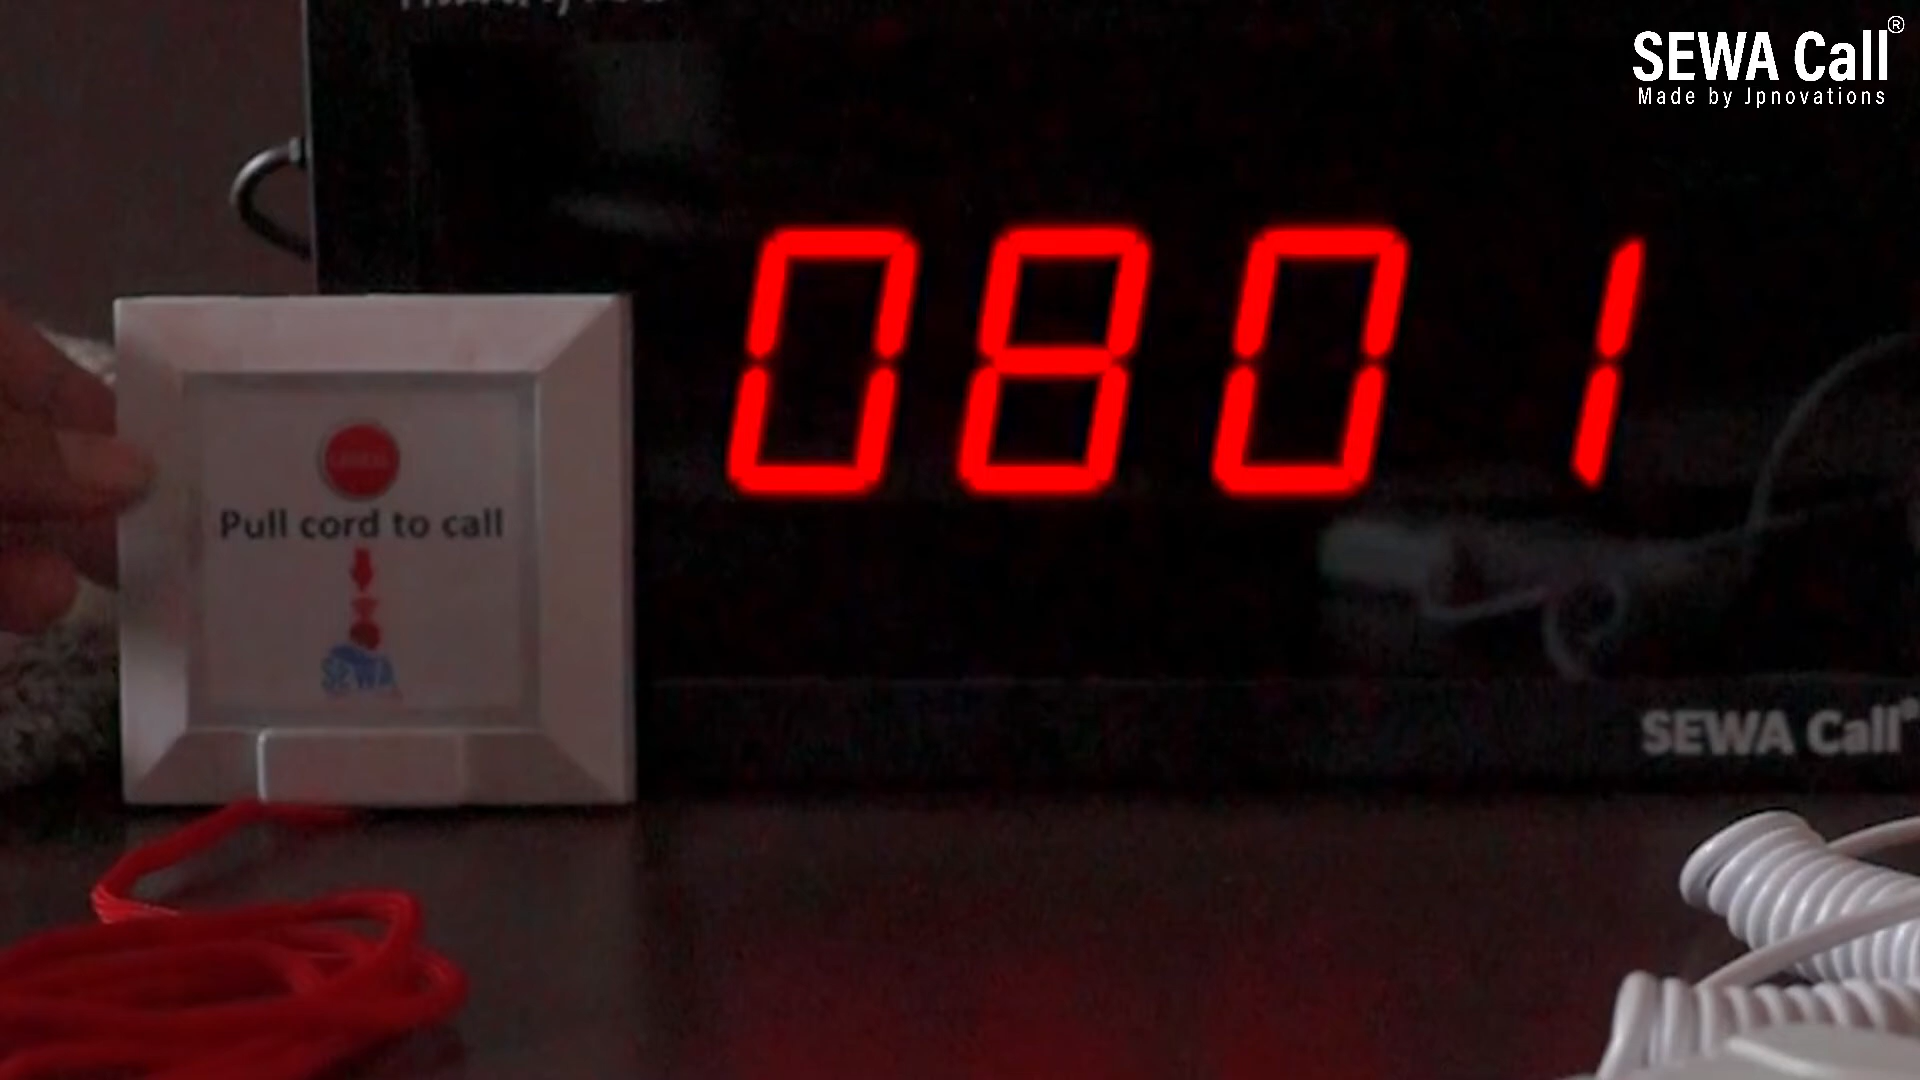 SEWA Call®
Made by Jpnovations
0801
Pull cord to call
SEWA
SEWA Call®